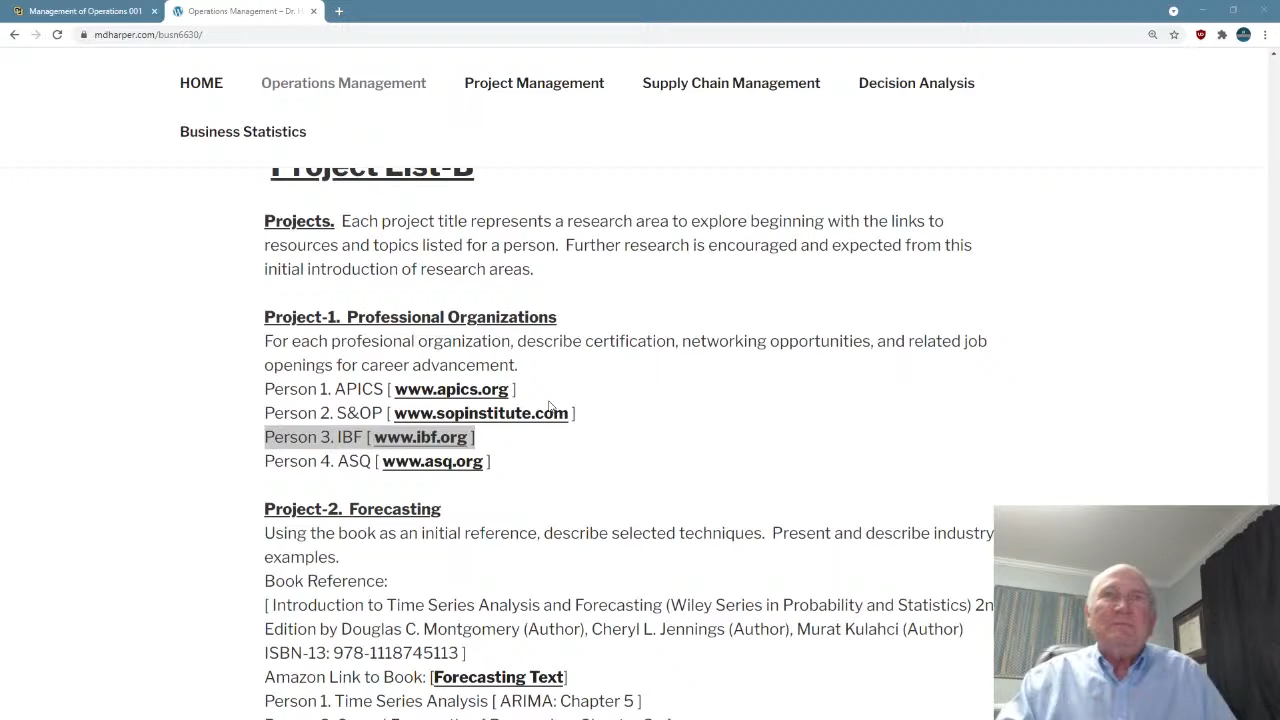 Management of Operations 001
Operations Management – Dr. H
mdharper.com/busn6630/
HOME
Operations Management
Project Management
Supply Chain Management
Decision Analysis
Business Statistics
Project List-B
Projects. Each project title represents a research area to explore beginning with the links to
resources and topics listed for a person. Further research is encouraged and expected from this
initial introduction of research areas.
Project-1. Professional Organizations
For each profesional organization, describe certification, networking opportunities, and related job
openings for career advancement.
Person 1. APICS [ www.apics.org ]
Person 2. S&OP [ www.sopinstitute.com ]
Person 3. IBF [ www.ibf.org ]
Person 4. ASQ [ www.asq.org ]
Project-2. Forecasting
Using the book as an initial reference, describe selected techniques. Present and describe industry
examples.
Book Reference:
[ Introduction to Time Series Analysis and Forecasting (Wiley Series in Probability and Statistics) 2n
Edition by Douglas C. Montgomery (Author), Cheryl L. Jennings (Author), Murat Kulahci (Author)
ISBN-13: 978-1118745113 ]
Amazon Link to Book: [Forecasting Text]
Person 1. Time Series Analysis [ ARIMA: Chapter 5 ]